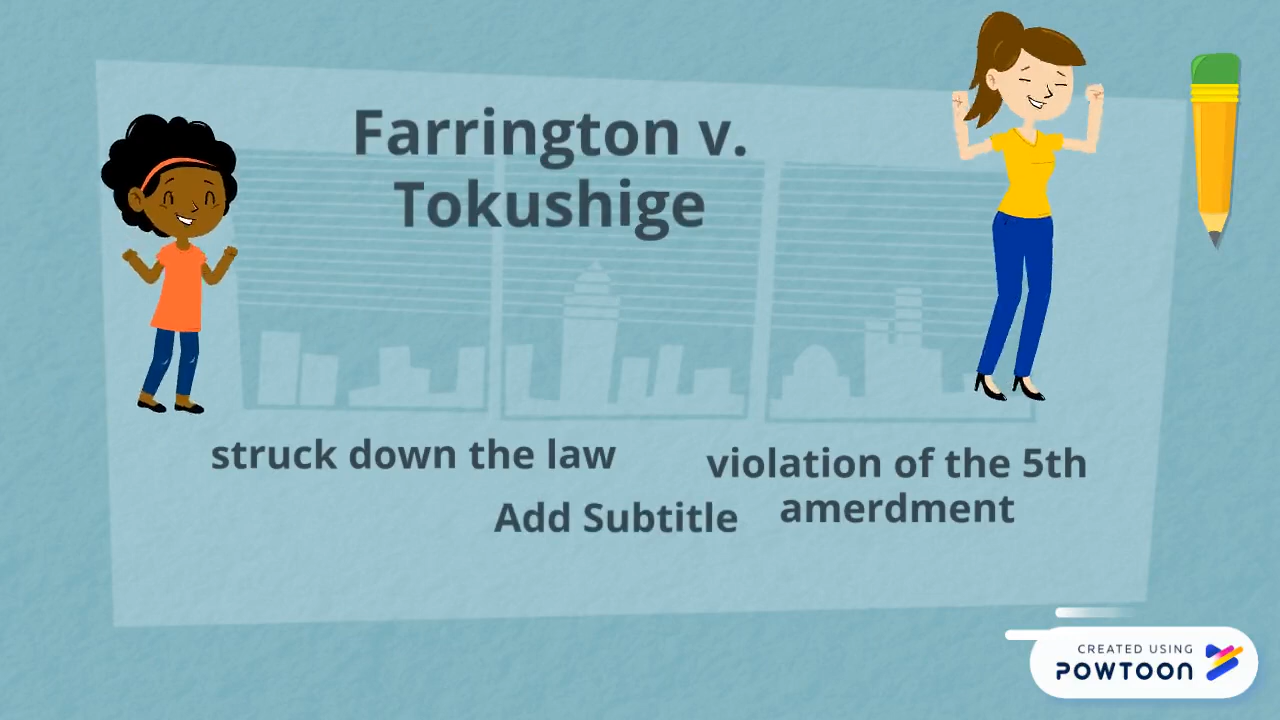 Farrington v.
Tokushige
struck down the law
violation of the 5th
amerdment
Add Subtitle
CREATED USING
POWTOON